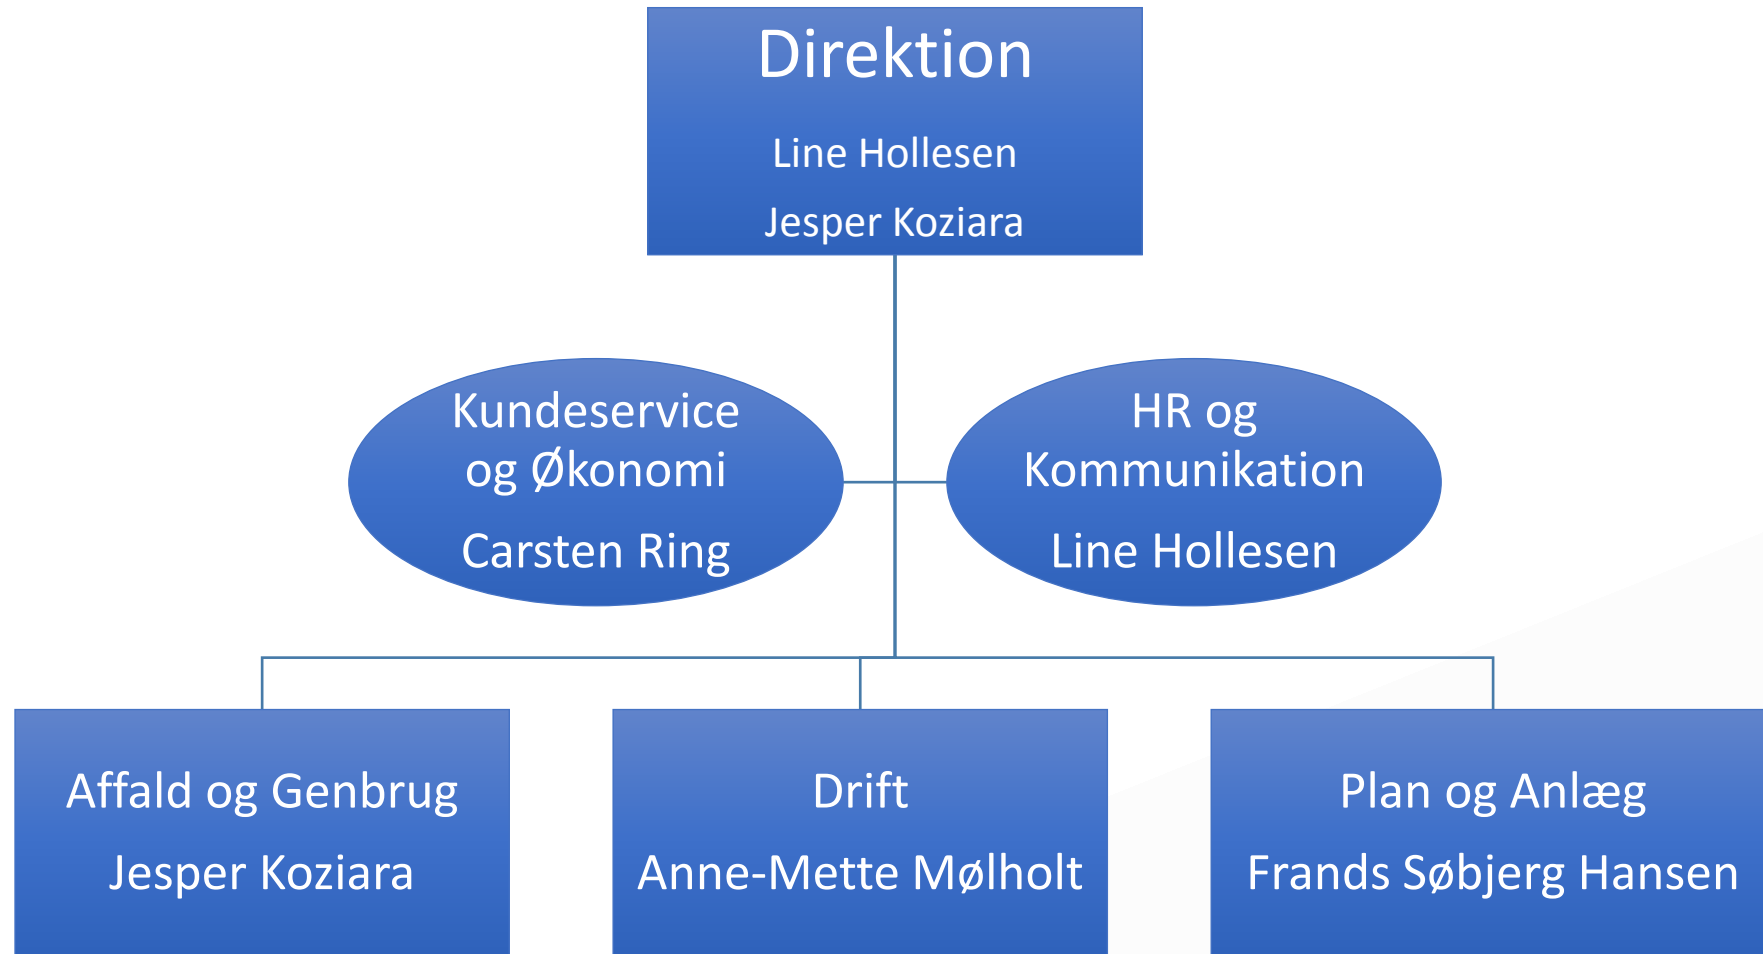 Direktion
Line Hollesen
Jesper Koziara
Kundeservice
og Økonomi
Carsten Ring
HR og
Kommunikation
Line Hollesen
Affald og Genbrug
Jesper Koziara
Drift
Anne-Mette Mølholt
Plan og Anlæg
Frands Søbjerg Hansen